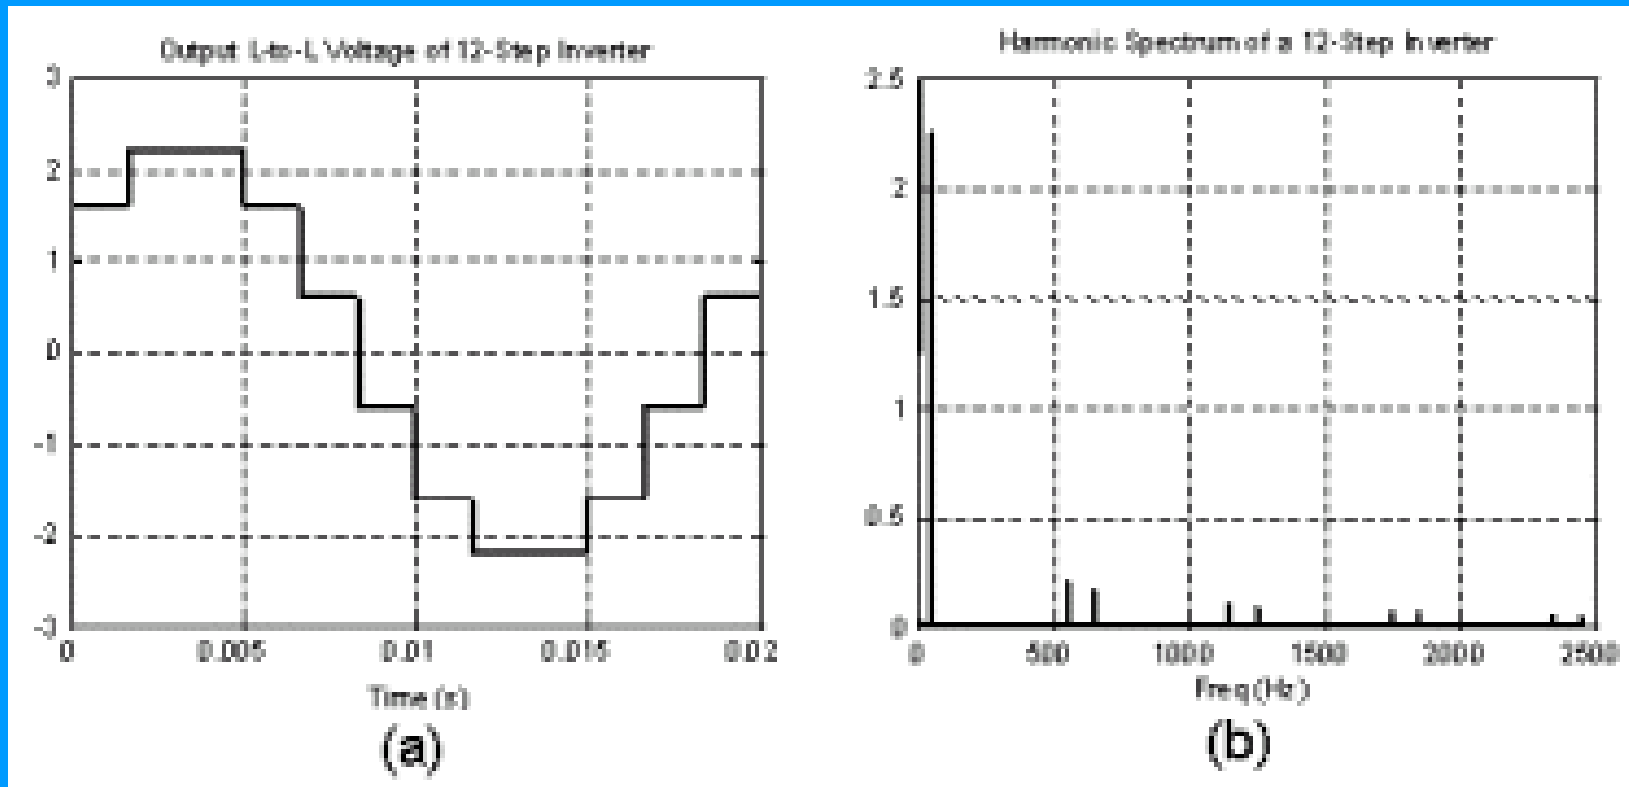 Output L-to-L Voltage of 12-Step Inverter
3
2
1
0
-1
-2
-3
0 0.005 0.01 0.015 0.02
Time (s)
(a)
Harmonic Spectrum of a 12-Step Inverter
2.5
2
1.5
1
0.5
0
0 500 1000 1500 2000 2500
Freq (Hz)
(b)